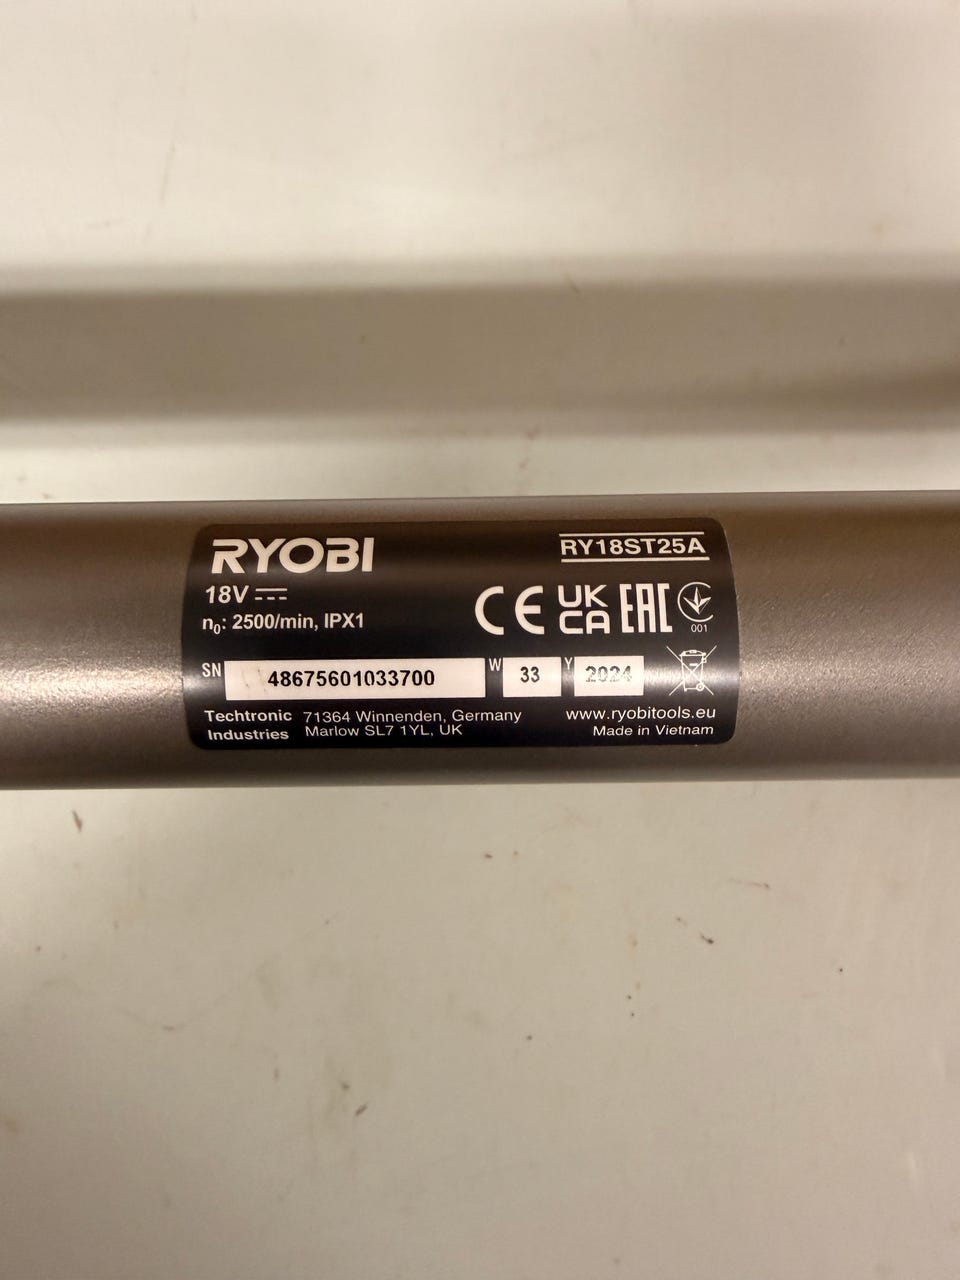 RYOBI
RY18ST25A
18V
n₀: 2500/min, IPX1
CE UK CA EAC
001
SN 48675601033700 W 33 Y 2024
Techtronic Industries
71364 Winnenden, Germany
Marlow SL7 1YL, UK
www.ryobitools.eu
Made in Vietnam